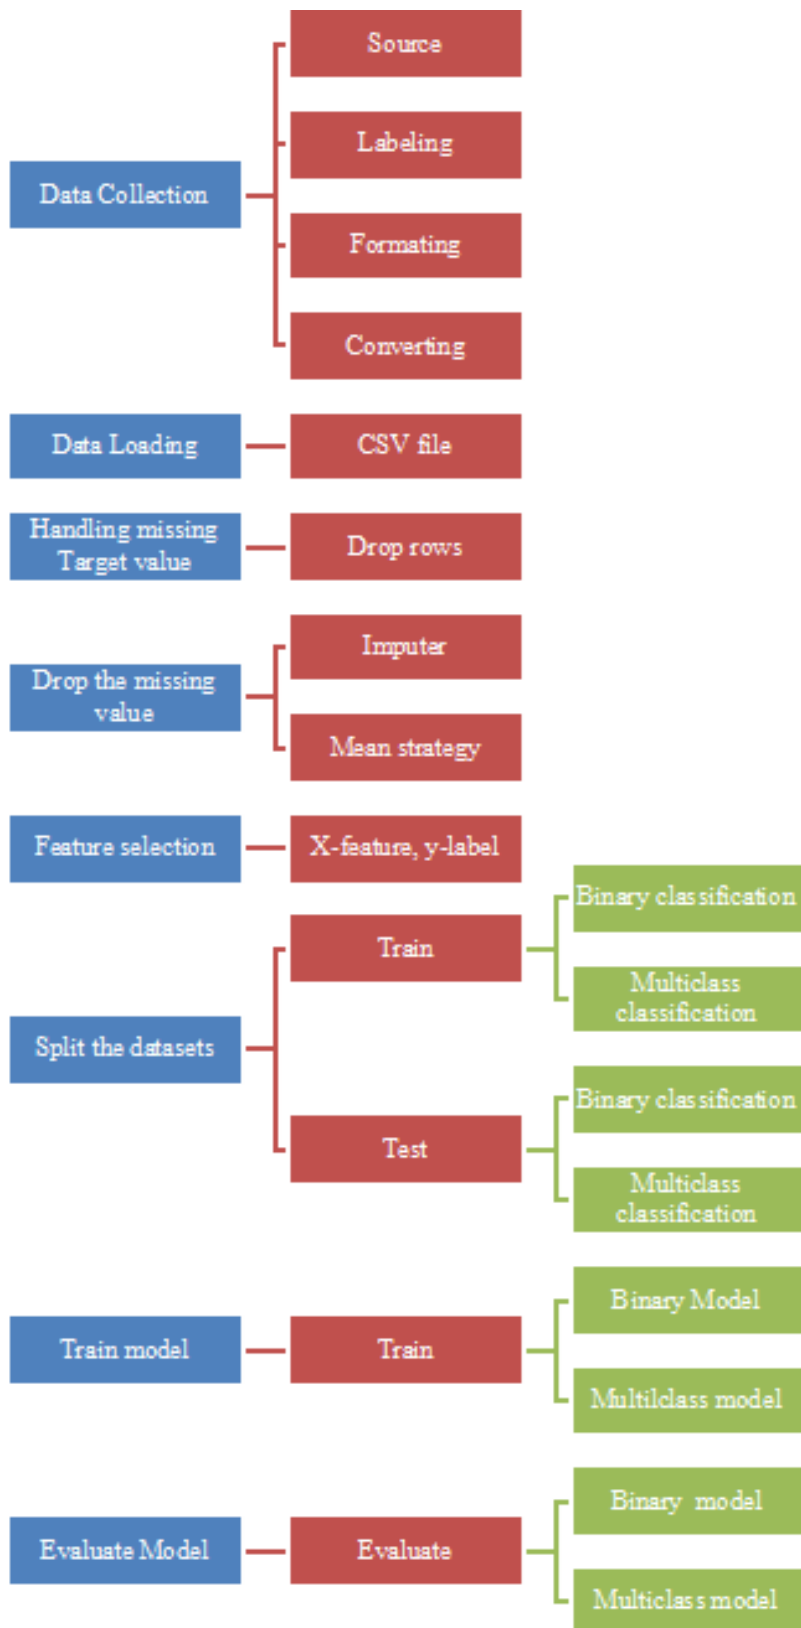 Source
Labeling
Data Collection
Formating
Converting
Data Loading
CSV file
Handling missing
Target value
Drop rows
Imputer
Drop the missing
value
Mean strategy
Feature selection
X-feature, y-label
Binary classification
Train
Multiclass
classification
Split the datasets
Binary classification
Test
Multiclass
classification
Binary Model
Train model
Train
Multilclass model
Binary model
Evaluate Model
Evaluate
Multiclass model